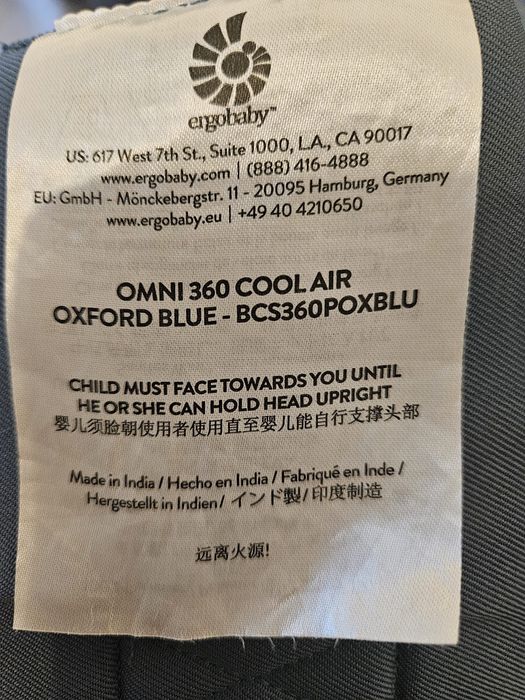 ergobaby™
US: 617 West 7th St., Suite 1000, L.A., CA 90017
www.ergobaby.com | (888) 416-4888
EU: GmbH - Mönckebergstr. 11 - 20095 Hamburg, Germany
www.ergobaby.eu | +49 40 4210650
OMNI 360 COOL AIR
OXFORD BLUE - BCS360POXBLU
CHILD MUST FACE TOWARDS YOU UNTIL
HE OR SHE CAN HOLD HEAD UPRIGHT
婴儿须脸朝使用者使用直至婴儿能自行支撑头部
Made in India / Hecho en India / Fabriqué en Inde /
Hergestellt in Indien / インド製 / 印度制造
远离火源!